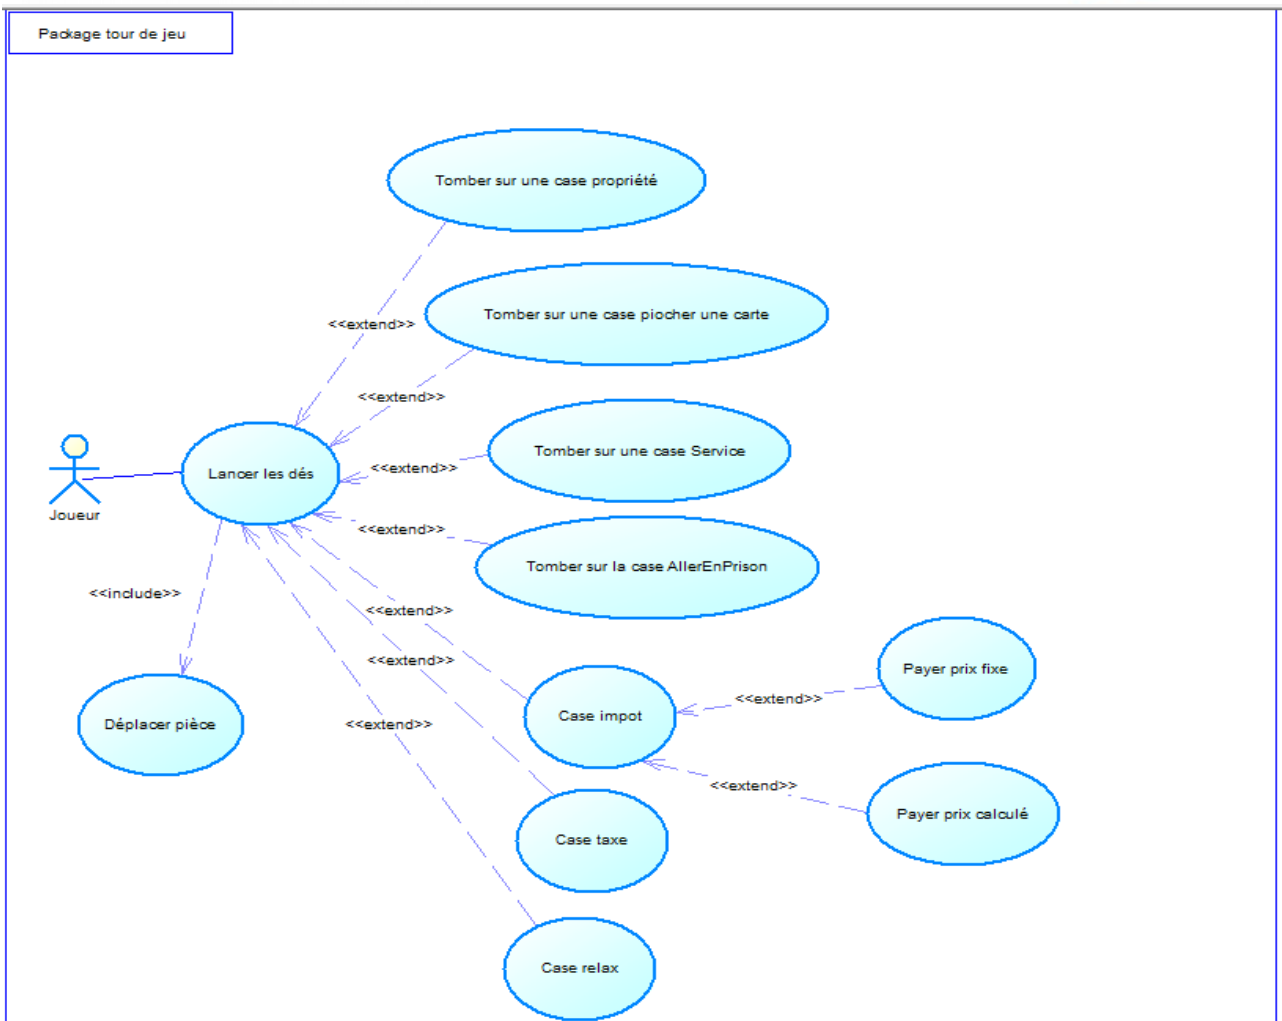 Package tour de jeu
Tomber sur une case propriété
Tomber sur une case piocher une carte
<<extend>>
<<extend>>
Tomber sur une case Service
<<extend>>
Lancer les dés
Joueur
<<extend>>
Tomber sur la case AllerEnPrison
<<include>>
<<extend>>
<<extend>>
Payer prix fixe
<<extend>>
Case impot
<<extend>>
Déplacer pièce
<<extend>>
Payer prix calculé
Case taxe
Case relax